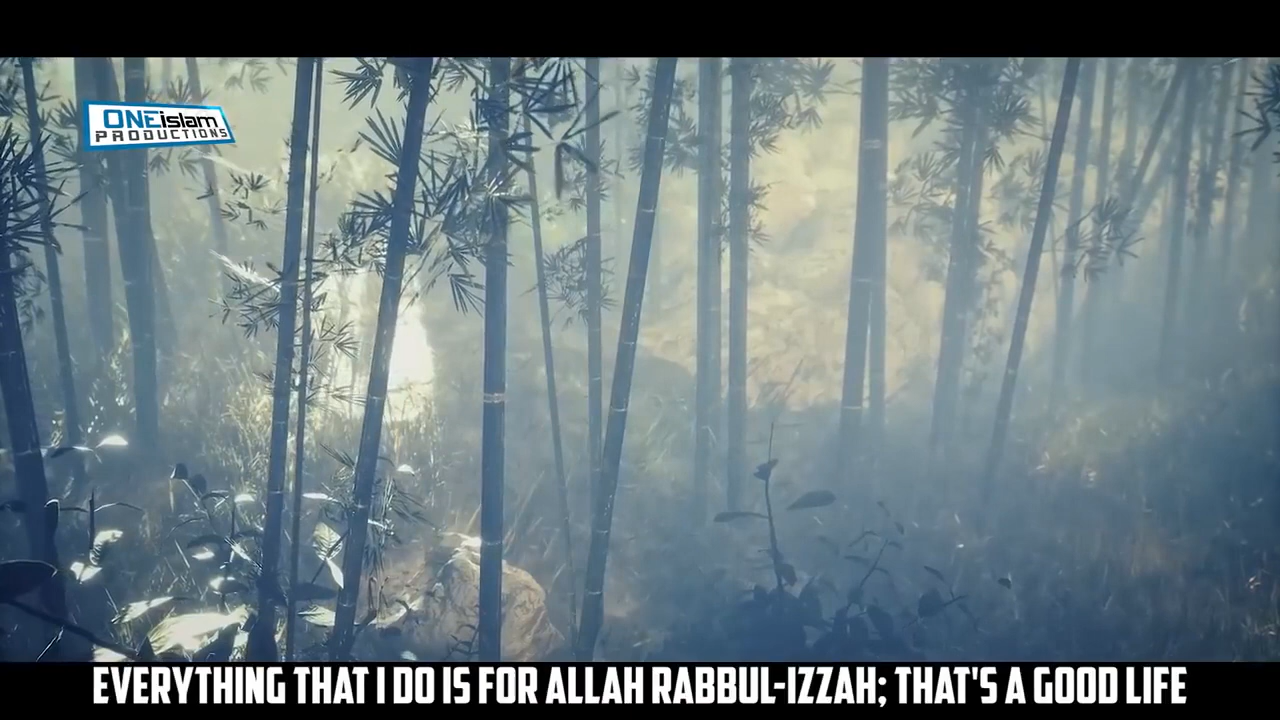 ONEislam
PRODUCTIONS
EVERYTHING THAT I DO IS FOR ALLAH RABBUL-IZZAH; THAT'S A GOOD LIFE